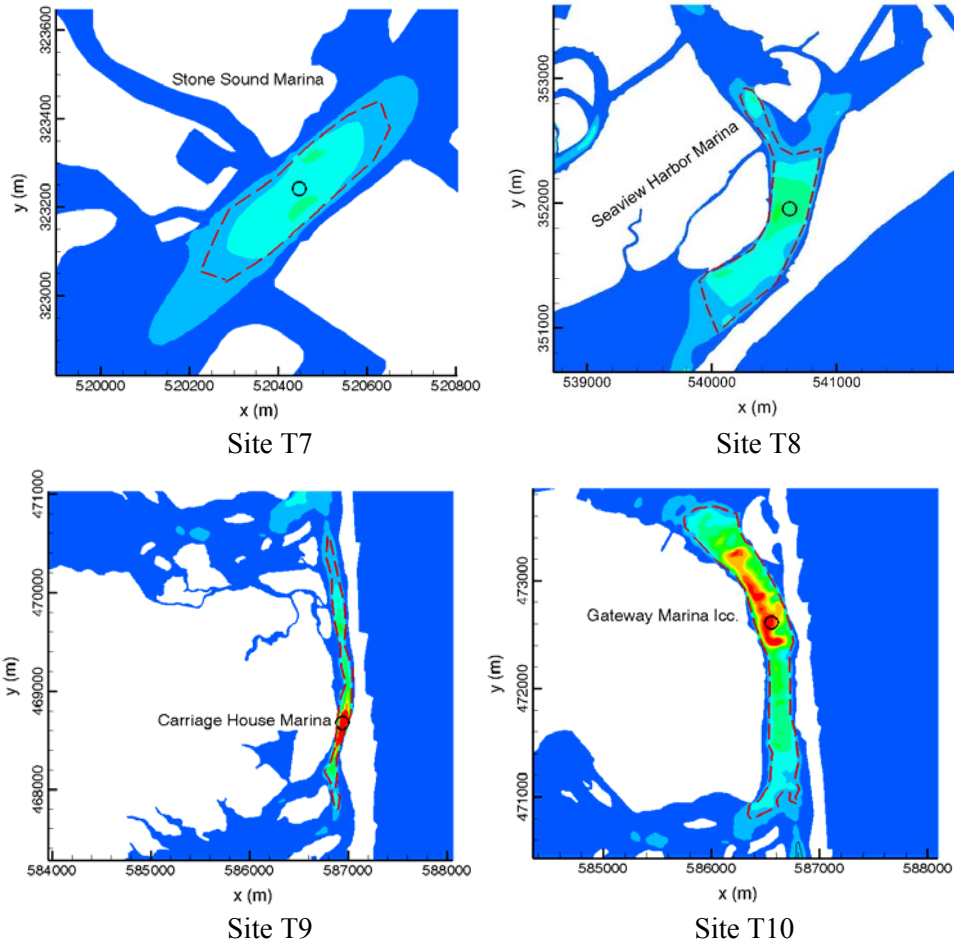 323600
323400
323200
323000
y (m)
Stone Sound Marina
520000 520200 520400 520600 520800
x (m)
Site T7
353000
352000
351000
y (m)
Seaview Harbor Marina
539000 540000 541000
x (m)
Site T8
471000
470000
469000
468000
y (m)
Carriage House Marina
584000 585000 586000 587000 588000
x (m)
Site T9
473000
472000
471000
y (m)
Gateway Marina Icc.
585000 586000 587000 588000
x (m)
Site T10